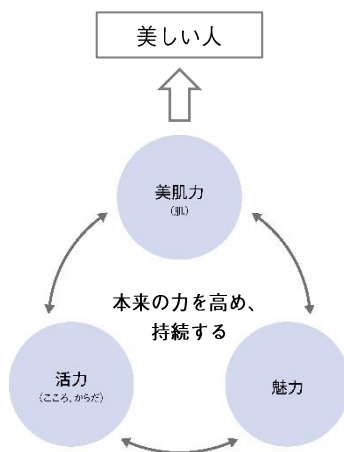 美しい人
美肌力
(肌)
本来の力を高め、
持続する
活力
(こころ、からだ)
魅力